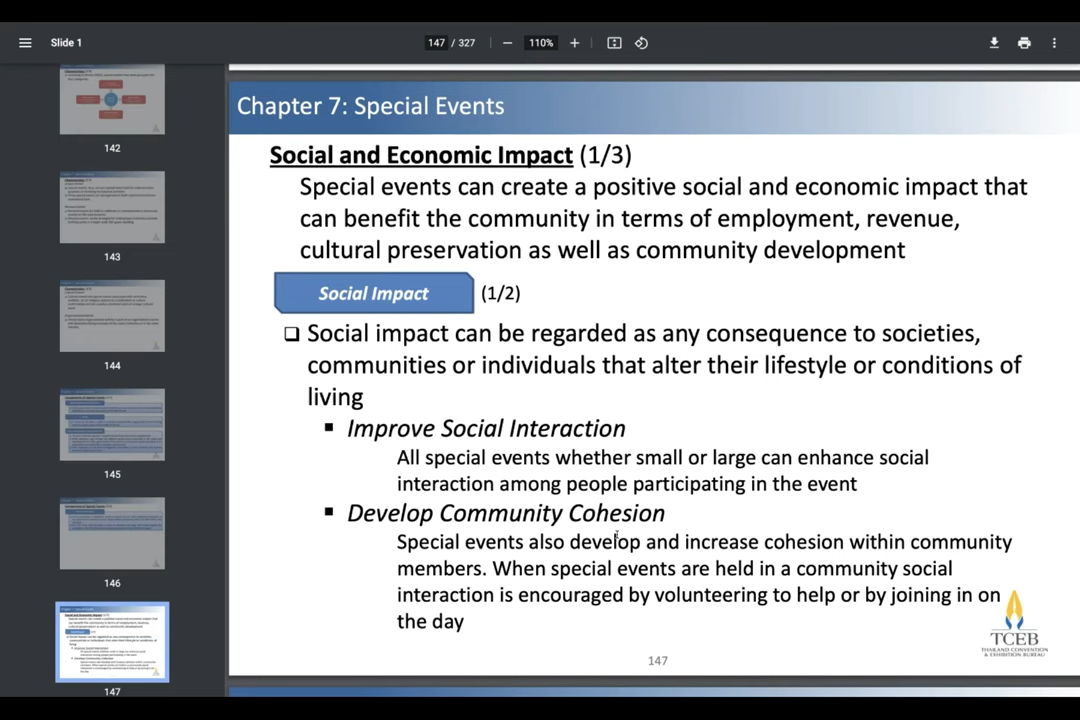 Slide 1
147 / 327
110%
142
143
144
145
146
147
Chapter 7: Special Events
Social and Economic Impact (1/3)
Special events can create a positive social and economic impact that
can benefit the community in terms of employment, revenue,
cultural preservation as well as community development
Social Impact (1/2)
Social impact can be regarded as any consequence to societies,
communities or individuals that alter their lifestyle or conditions of
living
Improve Social Interaction
All special events whether small or large can enhance social
interaction among people participating in the event
Develop Community Cohesion
Special events also develop and increase cohesion within community
members. When special events are held in a community social
interaction is encouraged by volunteering to help or by joining in on
the day
TCEB
THAILAND CONVENTION
& EXHIBITION BUREAU
147